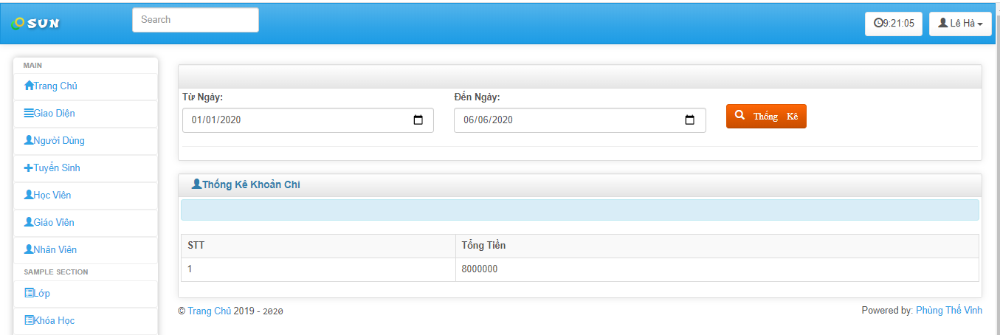 SUN
Search
9:21:05
Lê Hà
MAIN
Trang Chủ
Giao Diện
Người Dùng
Tuyển Sinh
Học Viên
Giáo Viên
Nhân Viên
SAMPLE SECTION
Lớp
Khóa Học
Từ Ngày:
Đến Ngày:
01/01/2020
06/06/2020
Thống Kê
Thống Kê Khoản Chi
STT
Tổng Tiền
1
8000000
© Trang Chủ 2019 - 2020
Powered by: Phùng Thế Vinh